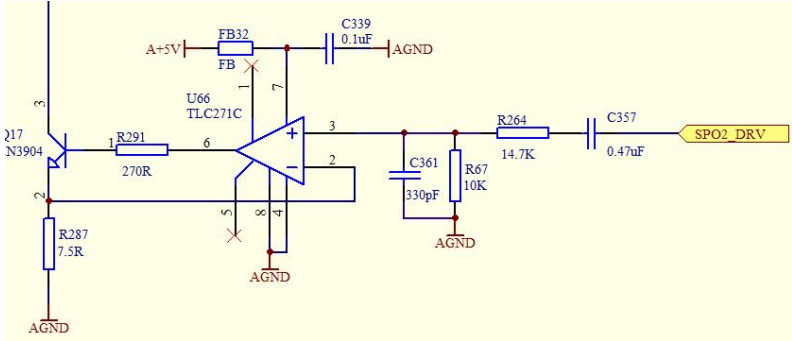 FB32
C339
A+5V
0.1uF
AGND
FB
1
7
U66
TLC271C
3
Q17
N3904
1
R291
6
270R
+
3
R264
C357
SPO2_DRV
14.7K
0.47uF
−
2
C361
R67
330pF
10K
2
5
8
4
AGND
R287
7.5R
AGND
AGND